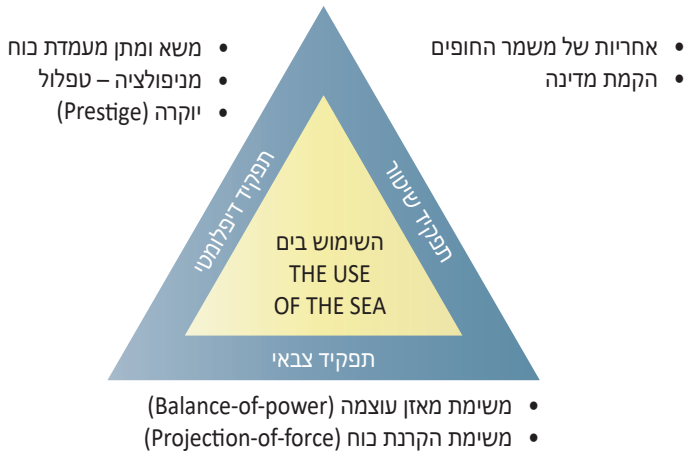 אחריות של משמר החופים
הקמת מדינה
משא ומתן מעמדת כוח
מניפולציה – טפלול
יוקרה (Prestige)
תפקיד שיטור
תפקיד דיפלומטי
השימוש בים
THE USE
OF THE SEA
תפקיד צבאי
משימת מאזן עוצמה (Balance-of-power)
משימת הקרנת כוח (Projection-of-force)